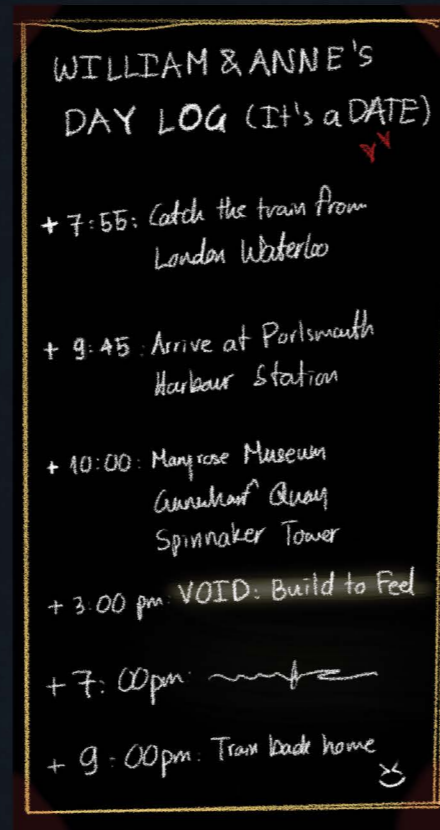 WILLIAM & ANNE'S
DAY LOG (It's a DATE)
+ 7:55: Catch the train from
London Waterloo
+ 9:45: Arrive at Portsmouth
Harbour Station
+ 10:00: Museum
Quay
Spinnaker Tower
+ 3:00 pm: VOID: Build to Feel
+ 7:00pm:
+ 9:00pm: Train back home